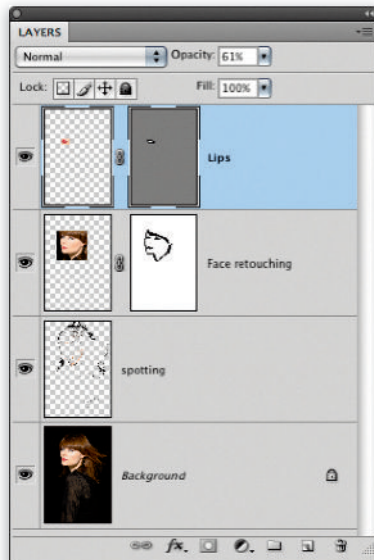 LAYERS
Normal Opacity: 61%
Lock: Fill: 100%
Lips
Face retouching
spotting
Background
fx.